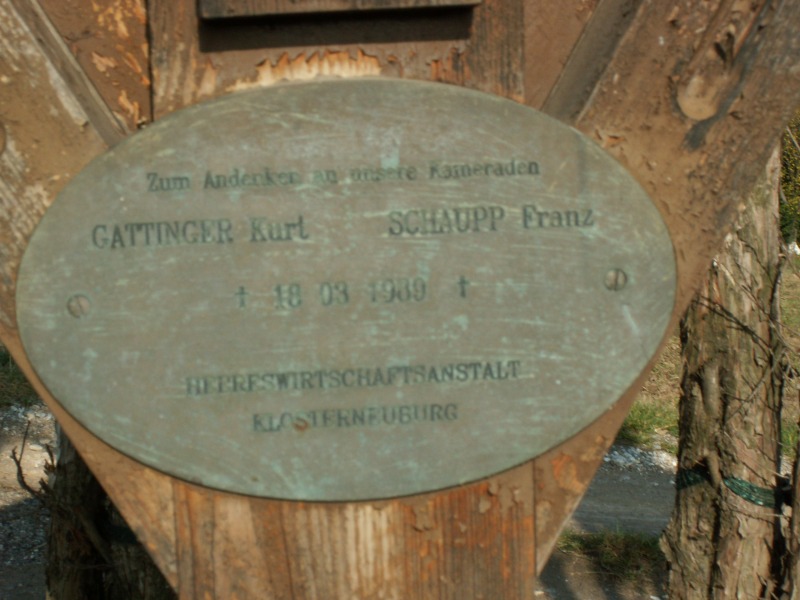 Zum Andenken an unsere Kameraden
GATTINGER Kurt SCHAUPP Franz
† 18 03 1989 †
HEERESWIRTSCHAFTSANSTALT
KLOSTERNEUBURG